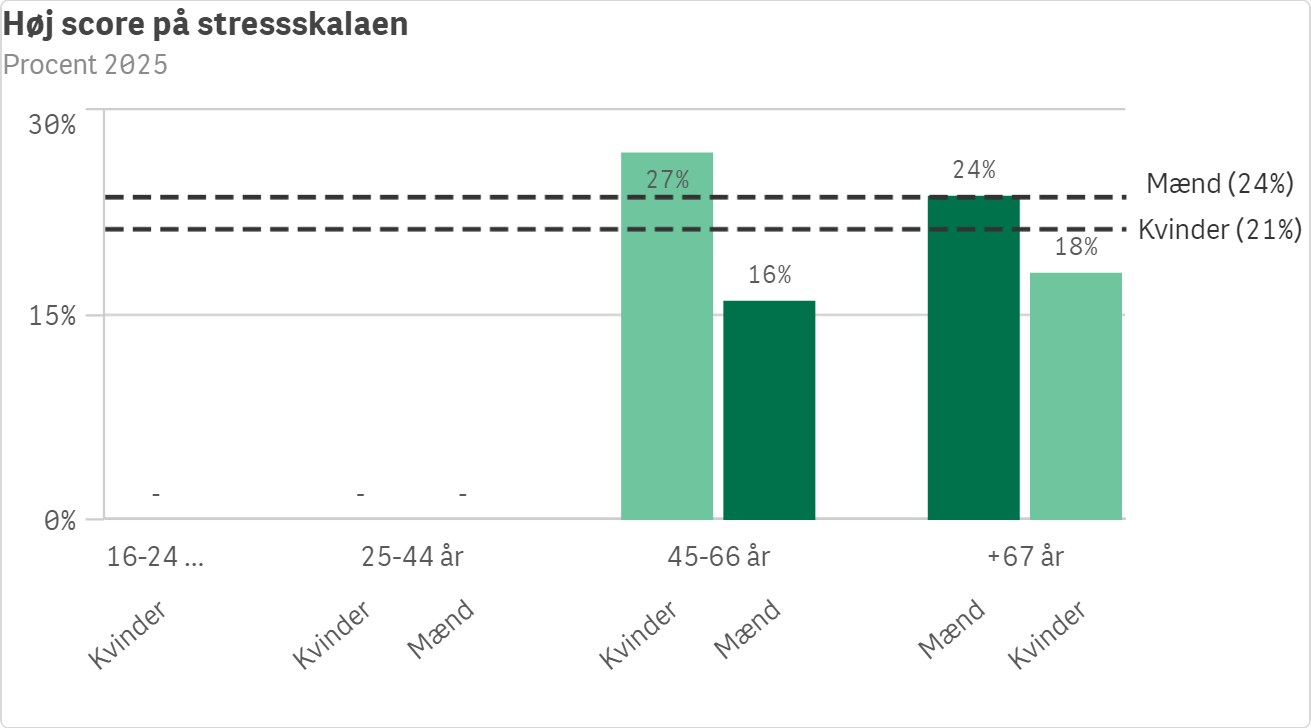 Høj score på stressskalaen
Procent 2025
30%
27%
24%
Mænd (24%)
Kvinder (21%)
18%
16%
15%
- - -
0%
16-24 ... 25-44 år 45-66 år +67 år
Kvinder Kvinder Mænd Kvinder Mænd Mænd Kvinder